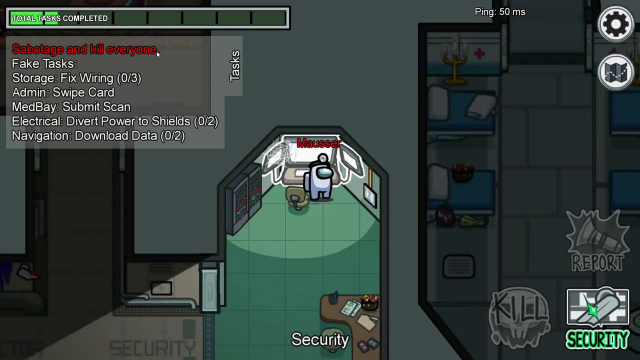 TOTAL TASKS COMPLETED
Ping: 50 ms
Sabotage and kill everyone.
Fake Tasks:
Storage: Fix Wiring (0/3)
Admin: Swipe Card
MedBay: Submit Scan
Electrical: Divert Power to Shields (0/2)
Navigation: Download Data (0/2)
Tasks
Mausser
REPORT
KILL
SECURITY
Security
SECURITY